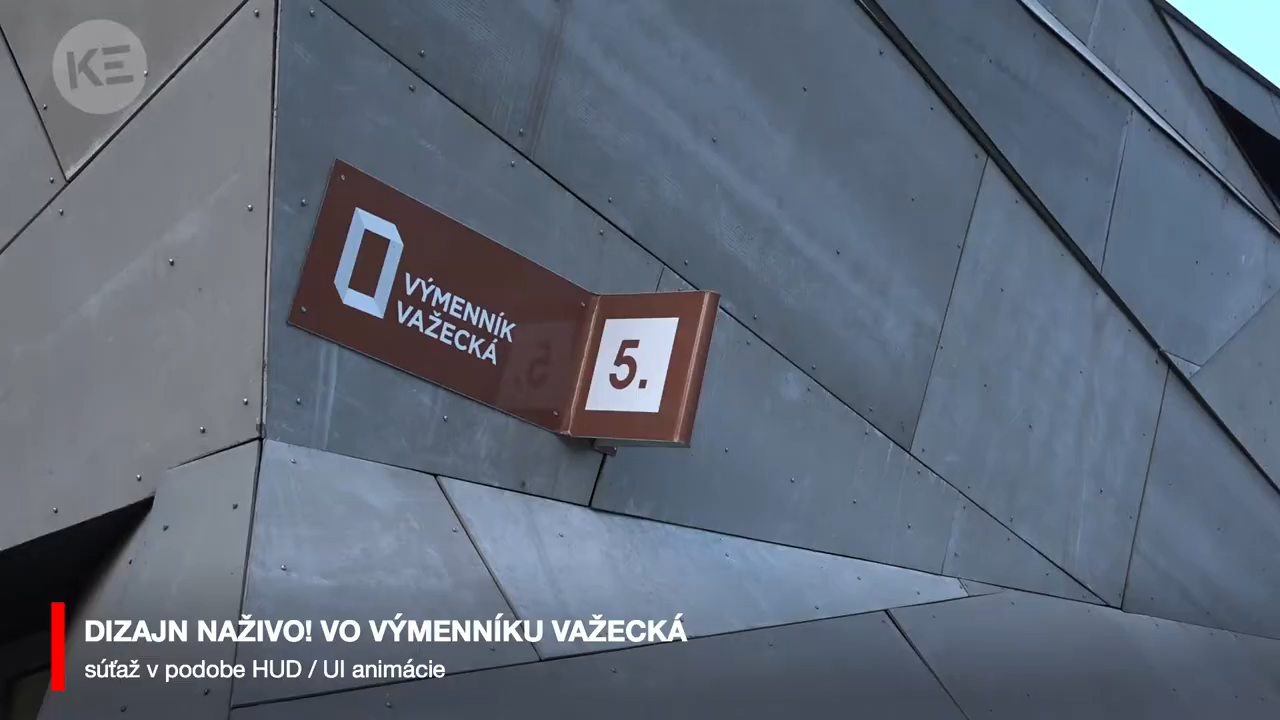 KE
VÝMENNÍK
VAŽECKÁ
5.
DIZAJN NAŽIVO! VO VÝMENNÍKU VAŽECKÁ
súťaž v podobe HUD / UI animácie